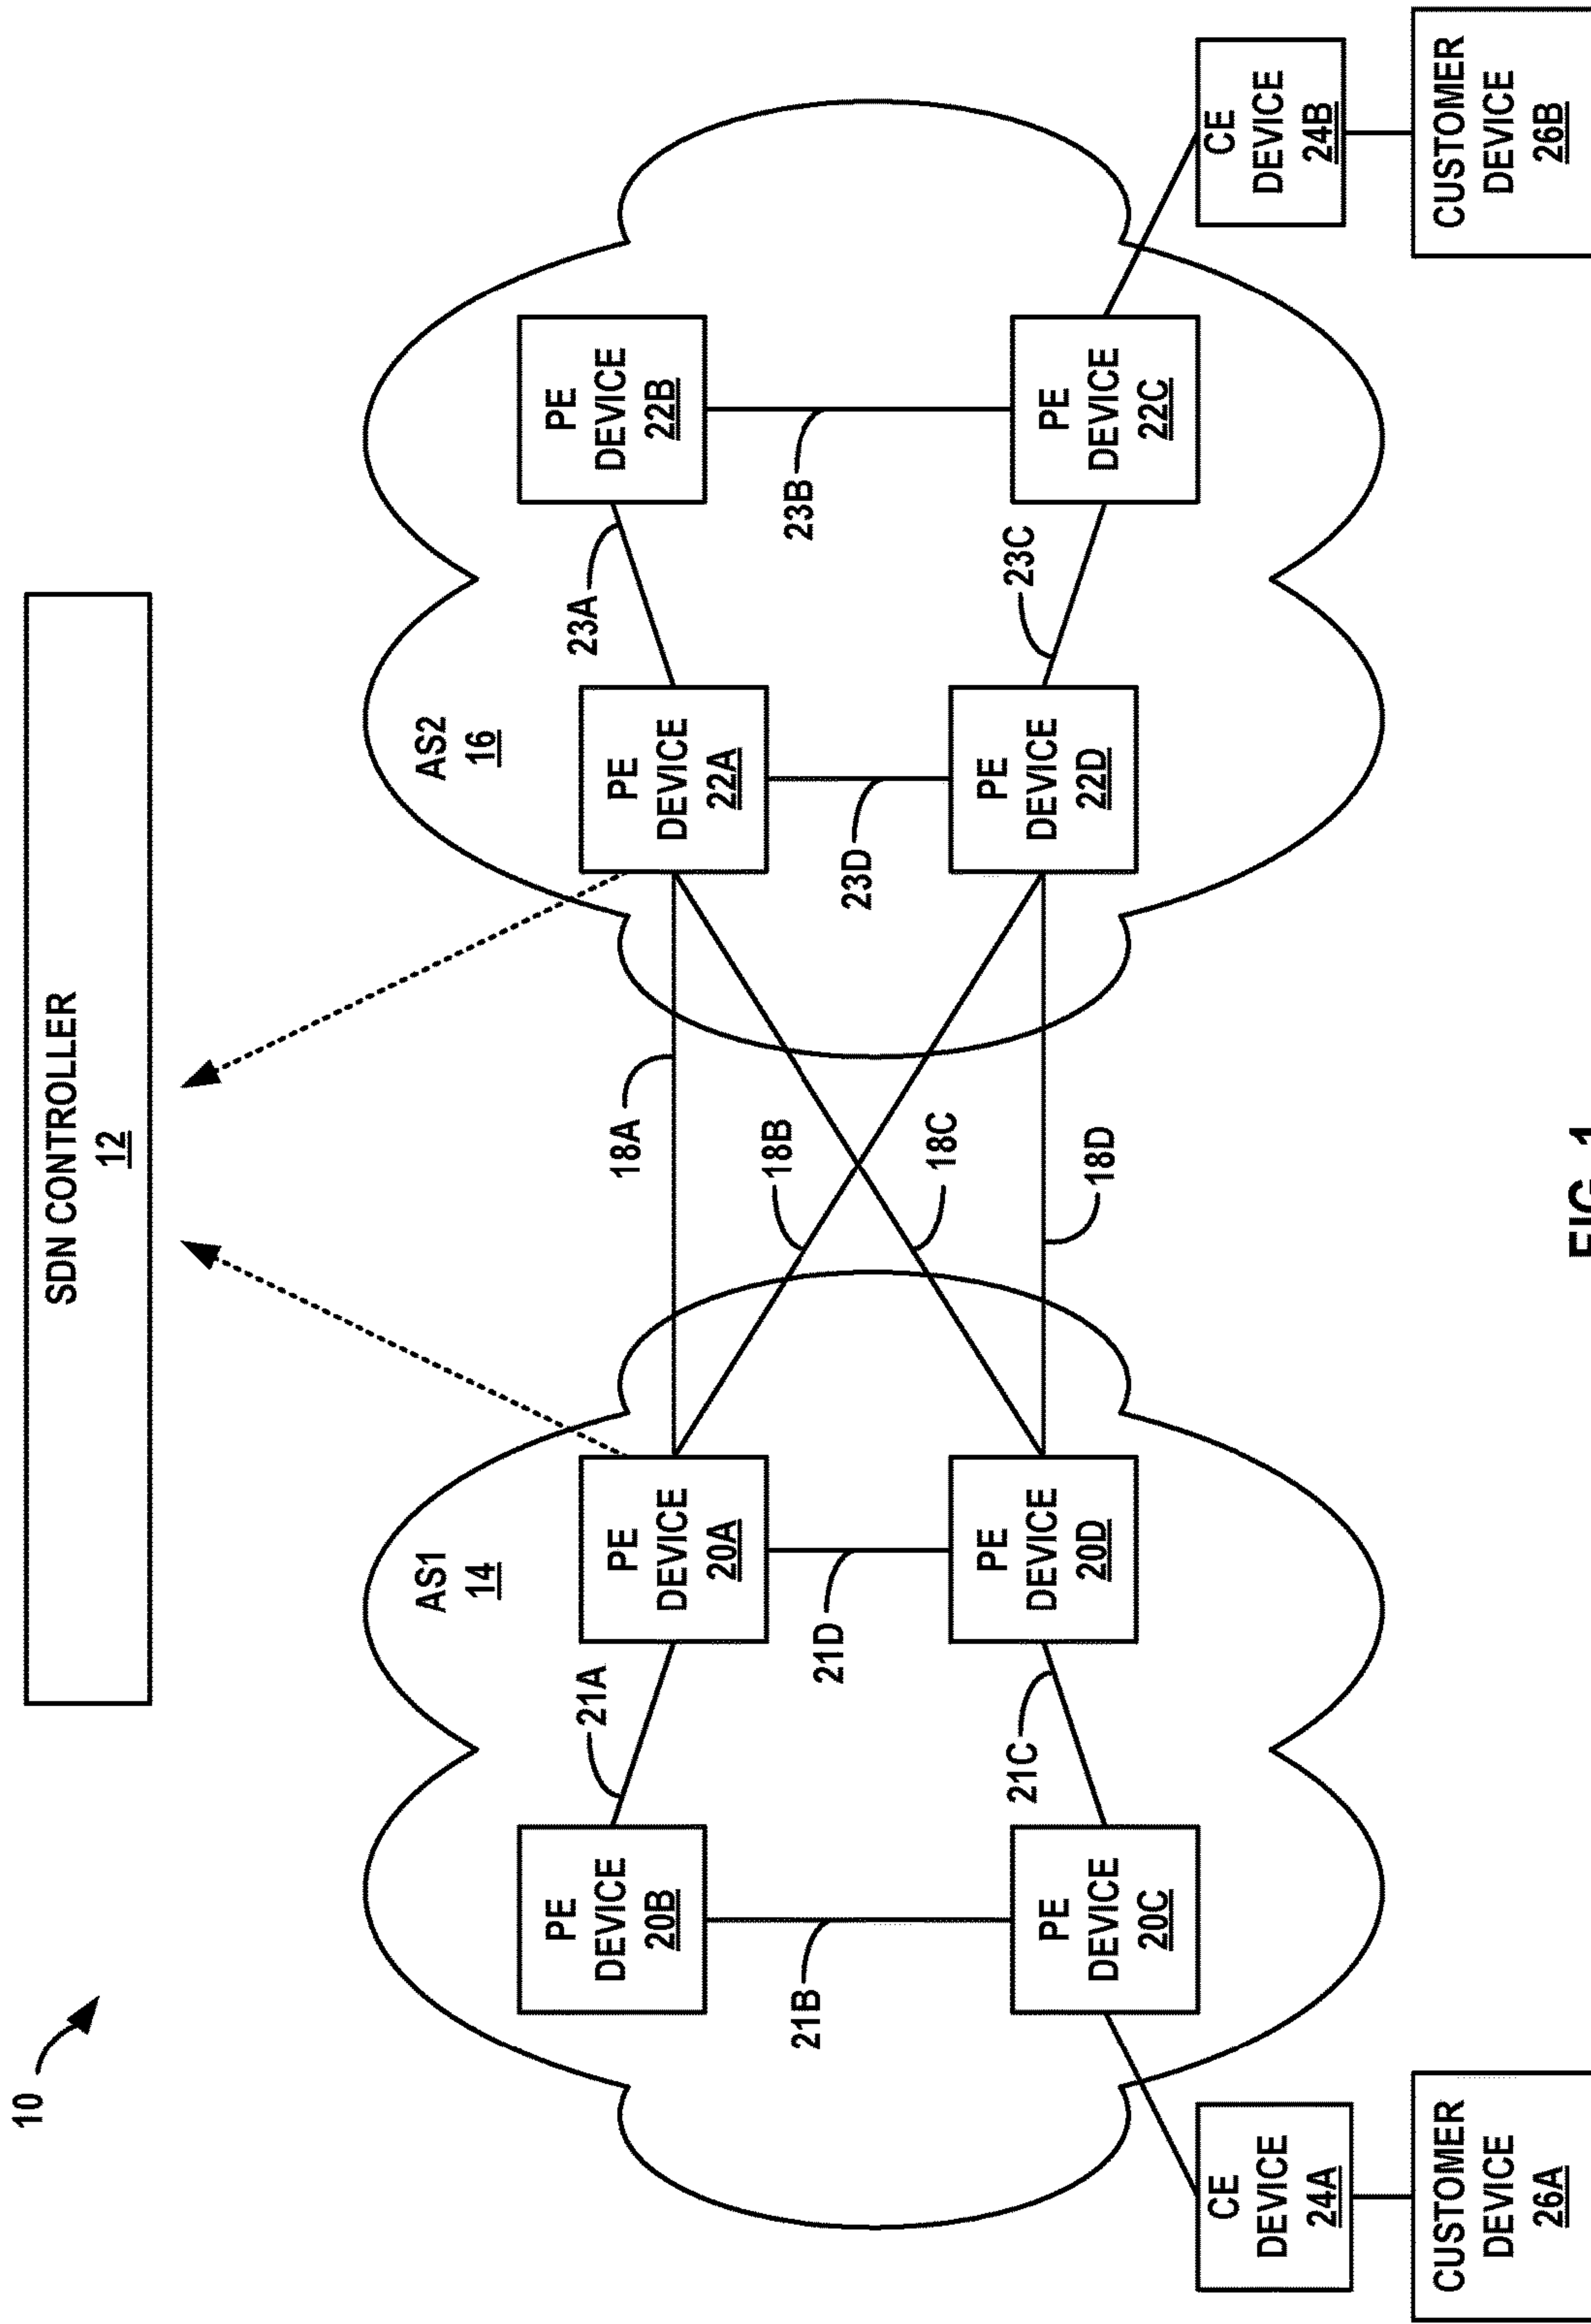 10
SDN CONTROLLER
12
AS1
14
AS2
16
PE
DEVICE
20B
21A
PE
DEVICE
20A
18A
PE
DEVICE
22A
23A
PE
DEVICE
22B
21B
21D
18B
23D
23B
18C
PE
DEVICE
20C
21C
PE
DEVICE
20D
18D
PE
DEVICE
22D
23C
PE
DEVICE
22C
CE
DEVICE
24A
CE
DEVICE
24B
CUSTOMER
DEVICE
26A
CUSTOMER
DEVICE
26B
FIG. 1